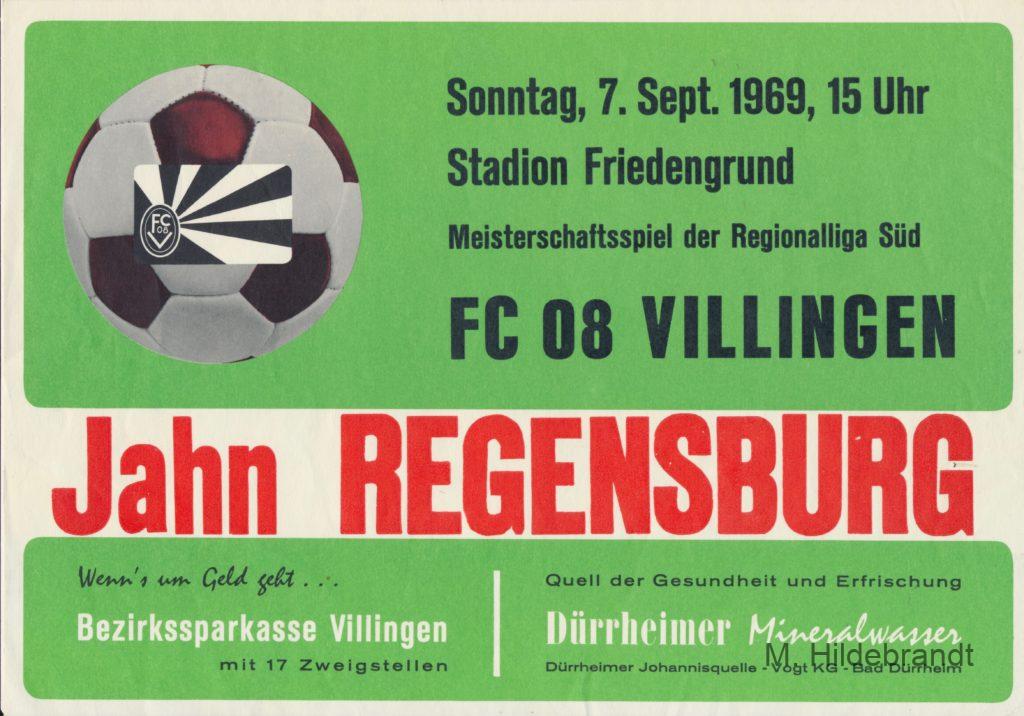 FC
08
Sonntag, 7. Sept. 1969, 15 Uhr
Stadion Friedengrund
Meisterschaftsspiel der Regionalliga Süd
FC 08 VILLINGEN
Jahn REGENSBURG
Wenn's um Geld geht . . .
Bezirkssparkasse Villingen
mit 17 Zweigstellen
Quell der Gesundheit und Erfrischung
Dürrheimer Mineralwasser
Dürrheimer Johannisquelle - Vogt KG - Bad Dürrheim
M. Hildebrandt